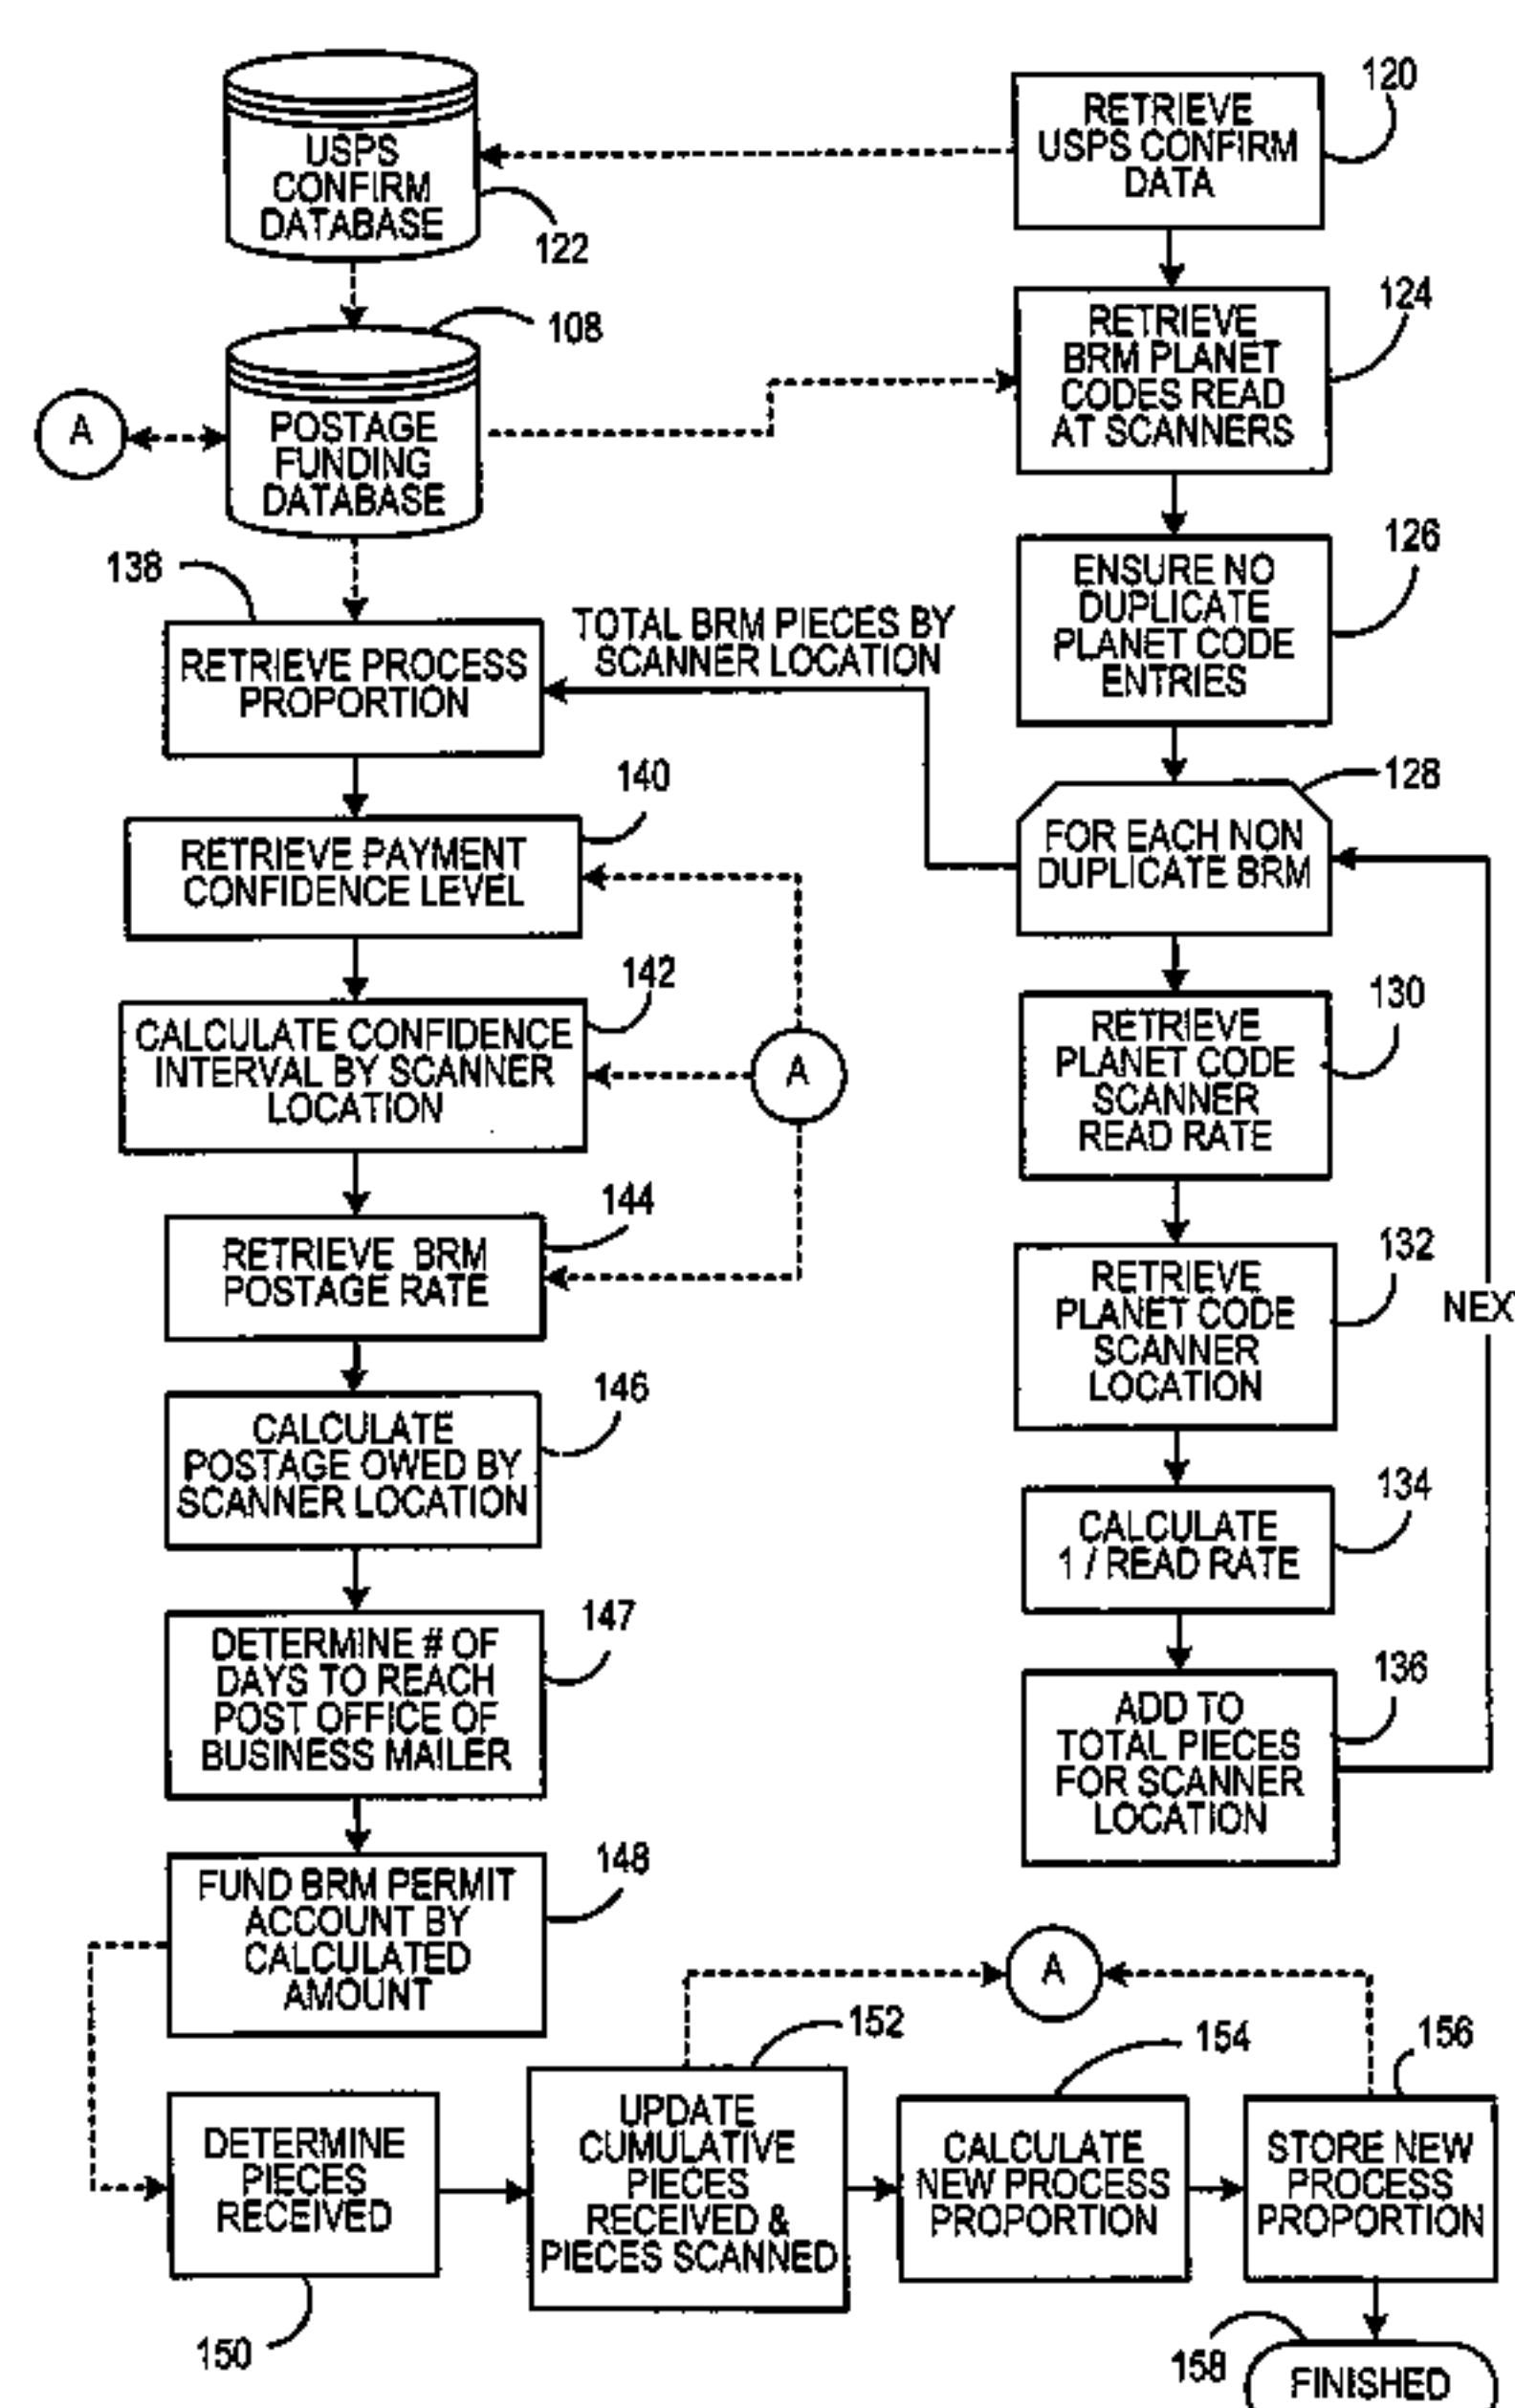 USPS
CONFIRM
DATABASE
122
RETRIEVE
USPS CONFIRM
DATA
120
108
A
POSTAGE
FUNDING
DATABASE
RETRIEVE
BRM PLANET
CODES READ
AT SCANNERS
124
138
RETRIEVE PROCESS
PROPORTION
TOTAL BRM PIECES BY
SCANNER LOCATION
ENSURE NO
DUPLICATE
PLANET CODE
ENTRIES
126
140
RETRIEVE PAYMENT
CONFIDENCE LEVEL
FOR EACH NON
DUPLICATE BRM
128
142
CALCULATE CONFIDENCE
INTERVAL BY SCANNER
LOCATION
A
RETRIEVE
PLANET CODE
SCANNER
READ RATE
130
144
RETRIEVE BRM
POSTAGE RATE
RETRIEVE
PLANET CODE
SCANNER
LOCATION
132
NEX
146
CALCULATE
POSTAGE OWED BY
SCANNER LOCATION
CALCULATE
1 / READ RATE
134
147
DETERMINE # OF
DAYS TO REACH
POST OFFICE OF
BUSINESS MAILER
ADD TO
TOTAL PIECES
FOR SCANNER
LOCATION
136
148
FUND BRM PERMIT
ACCOUNT BY
CALCULATED
AMOUNT
A
DETERMINE
PIECES
RECEIVED
150
152
UPDATE
CUMULATIVE
PIECES
RECEIVED &
PIECES SCANNED
154
CALCULATE
NEW PROCESS
PROPORTION
156
STORE NEW
PROCESS
PROPORTION
158
FINISHED